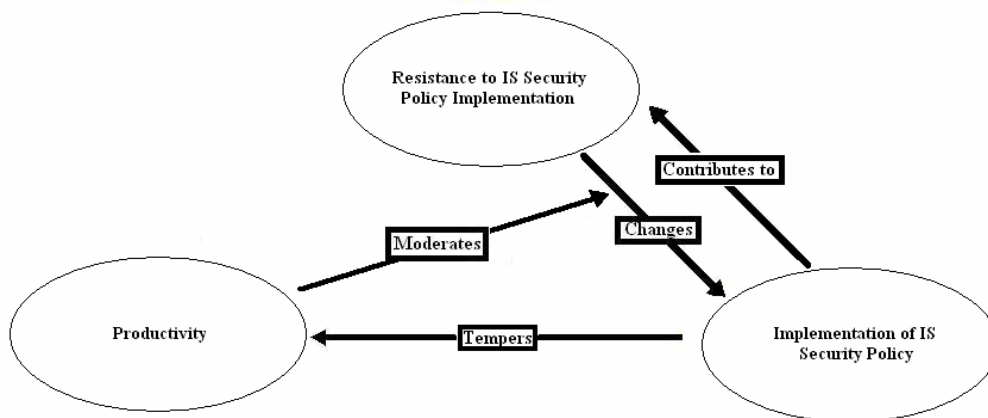 Resistance to IS Security
Policy Implementation
Contributes to
Changes
Moderates
Productivity
Tempers
Implementation of IS
Security Policy